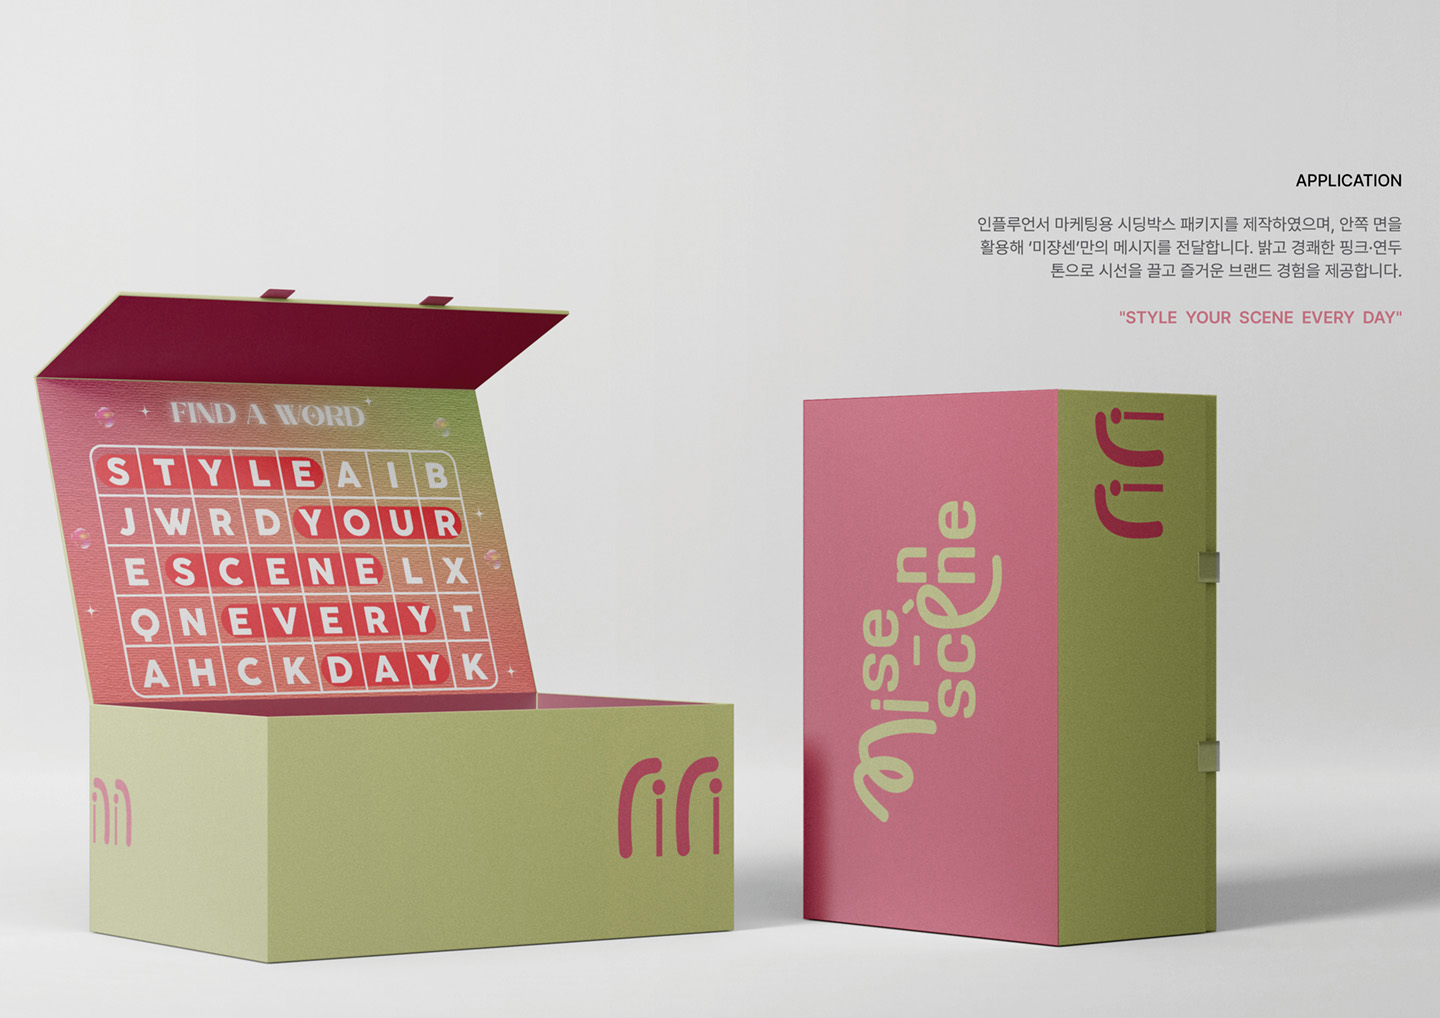 APPLICATION
인플루언서 마케팅용 시딩박스 패키지를 제작하였으며, 안쪽 면을
활용해 '미쟝센'만의 메시지를 전달합니다. 밝고 경쾌한 핑크·연두
톤으로 시선을 끌고 즐거운 브랜드 경험을 제공합니다.
"STYLE YOUR SCENE EVERY DAY"
FIND A WORD
S T Y L E A I B
J W R D Y O U R
E S C E N E L X
Q N E V E R Y T
A H C K D A Y K
mise
en
scène